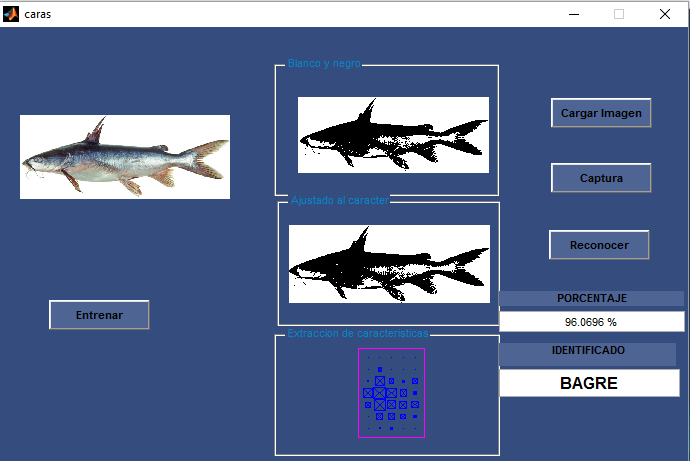 caras
Blanco y negro
Cargar Imagen
Captura
Ajustado al caracter
Reconocer
PORCENTAJE
Entrenar
96.0696 %
Extraccion de caracteristicas
IDENTIFICADO
BAGRE